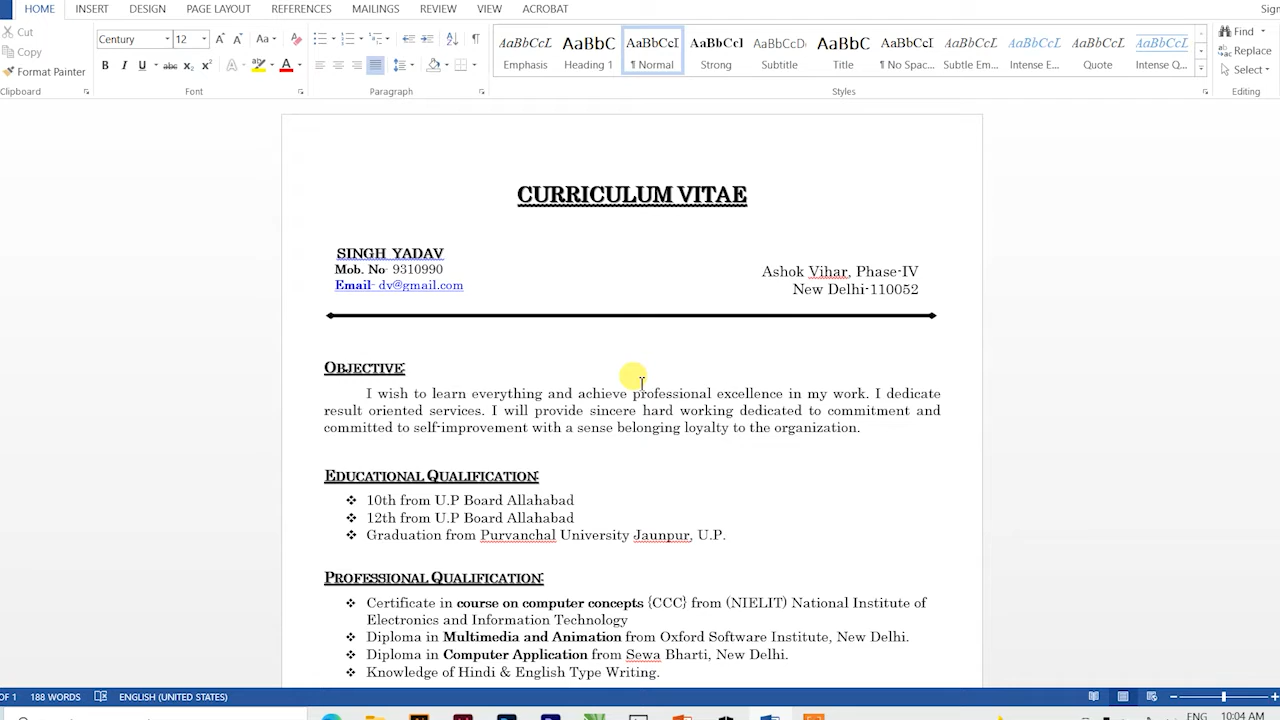 HOME INSERT DESIGN PAGE LAYOUT REFERENCES MAILINGS REVIEW VIEW ACROBAT
Cut
Copy
Format Painter
Century 12
Clipboard Font Paragraph Styles Editing
AaBbCcL AaBbC AaBbCcI AaBbCcl AaBbCcL AaBbC AaBbCcI AaBbCcL AaBbCcL AaBbCcL AaBbCcL
Emphasis Heading 1 ¶ Normal Strong Subtitle Title ¶ No Spac... Subtle Em... Intense E... Quote Intense Q...
Find
Replace
Select
CURRICULUM VITAE
SINGH YADAV
Mob. No- 9310990
Email- dv@gmail.com
Ashok Vihar, Phase-IV
New Delhi-110052
OBJECTIVE:
I wish to learn everything and achieve professional excellence in my work. I dedicate
result oriented services. I will provide sincere hard working dedicated to commitment and
committed to self-improvement with a sense belonging loyalty to the organization.
EDUCATIONAL QUALIFICATION:
❖ 10th from U.P Board Allahabad
❖ 12th from U.P Board Allahabad
❖ Graduation from Purvanchal University Jaunpur, U.P.
PROFESSIONAL QUALIFICATION:
❖ Certificate in course on computer concepts {CCC} from (NIELIT) National Institute of
Electronics and Information Technology
❖ Diploma in Multimedia and Animation from Oxford Software Institute, New Delhi.
❖ Diploma in Computer Application from Sewa Bharti, New Delhi.
❖ Knowledge of Hindi & English Type Writing.
OF 1 188 WORDS ENGLISH (UNITED STATES)
ENG 10:04 AM